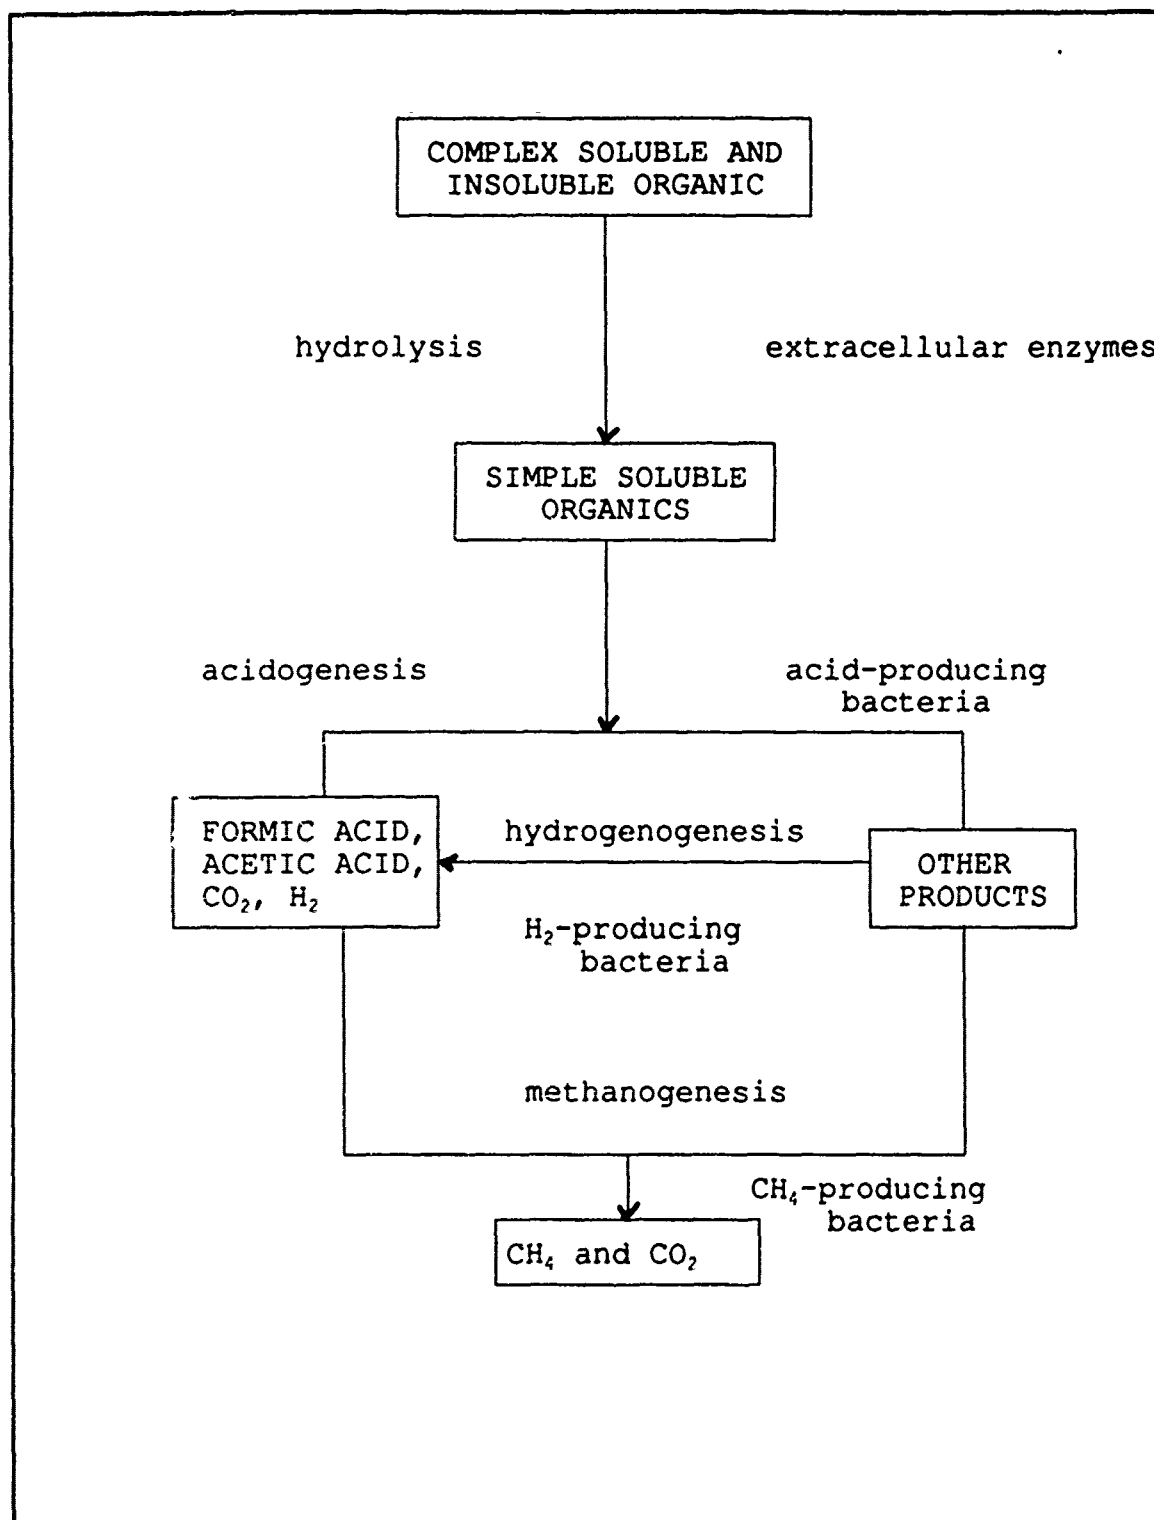 COMPLEX SOLUBLE AND
INSOLUBLE ORGANIC
hydrolysis
extracellular enzymes
SIMPLE SOLUBLE
ORGANICS
acidogenesis
acid-producing
bacteria
FORMIC ACID,
ACETIC ACID,
CO₂, H₂
hydrogenogenesis
OTHER
PRODUCTS
H₂-producing
bacteria
methanogenesis
CH₄-producing
bacteria
CH₄ and CO₂